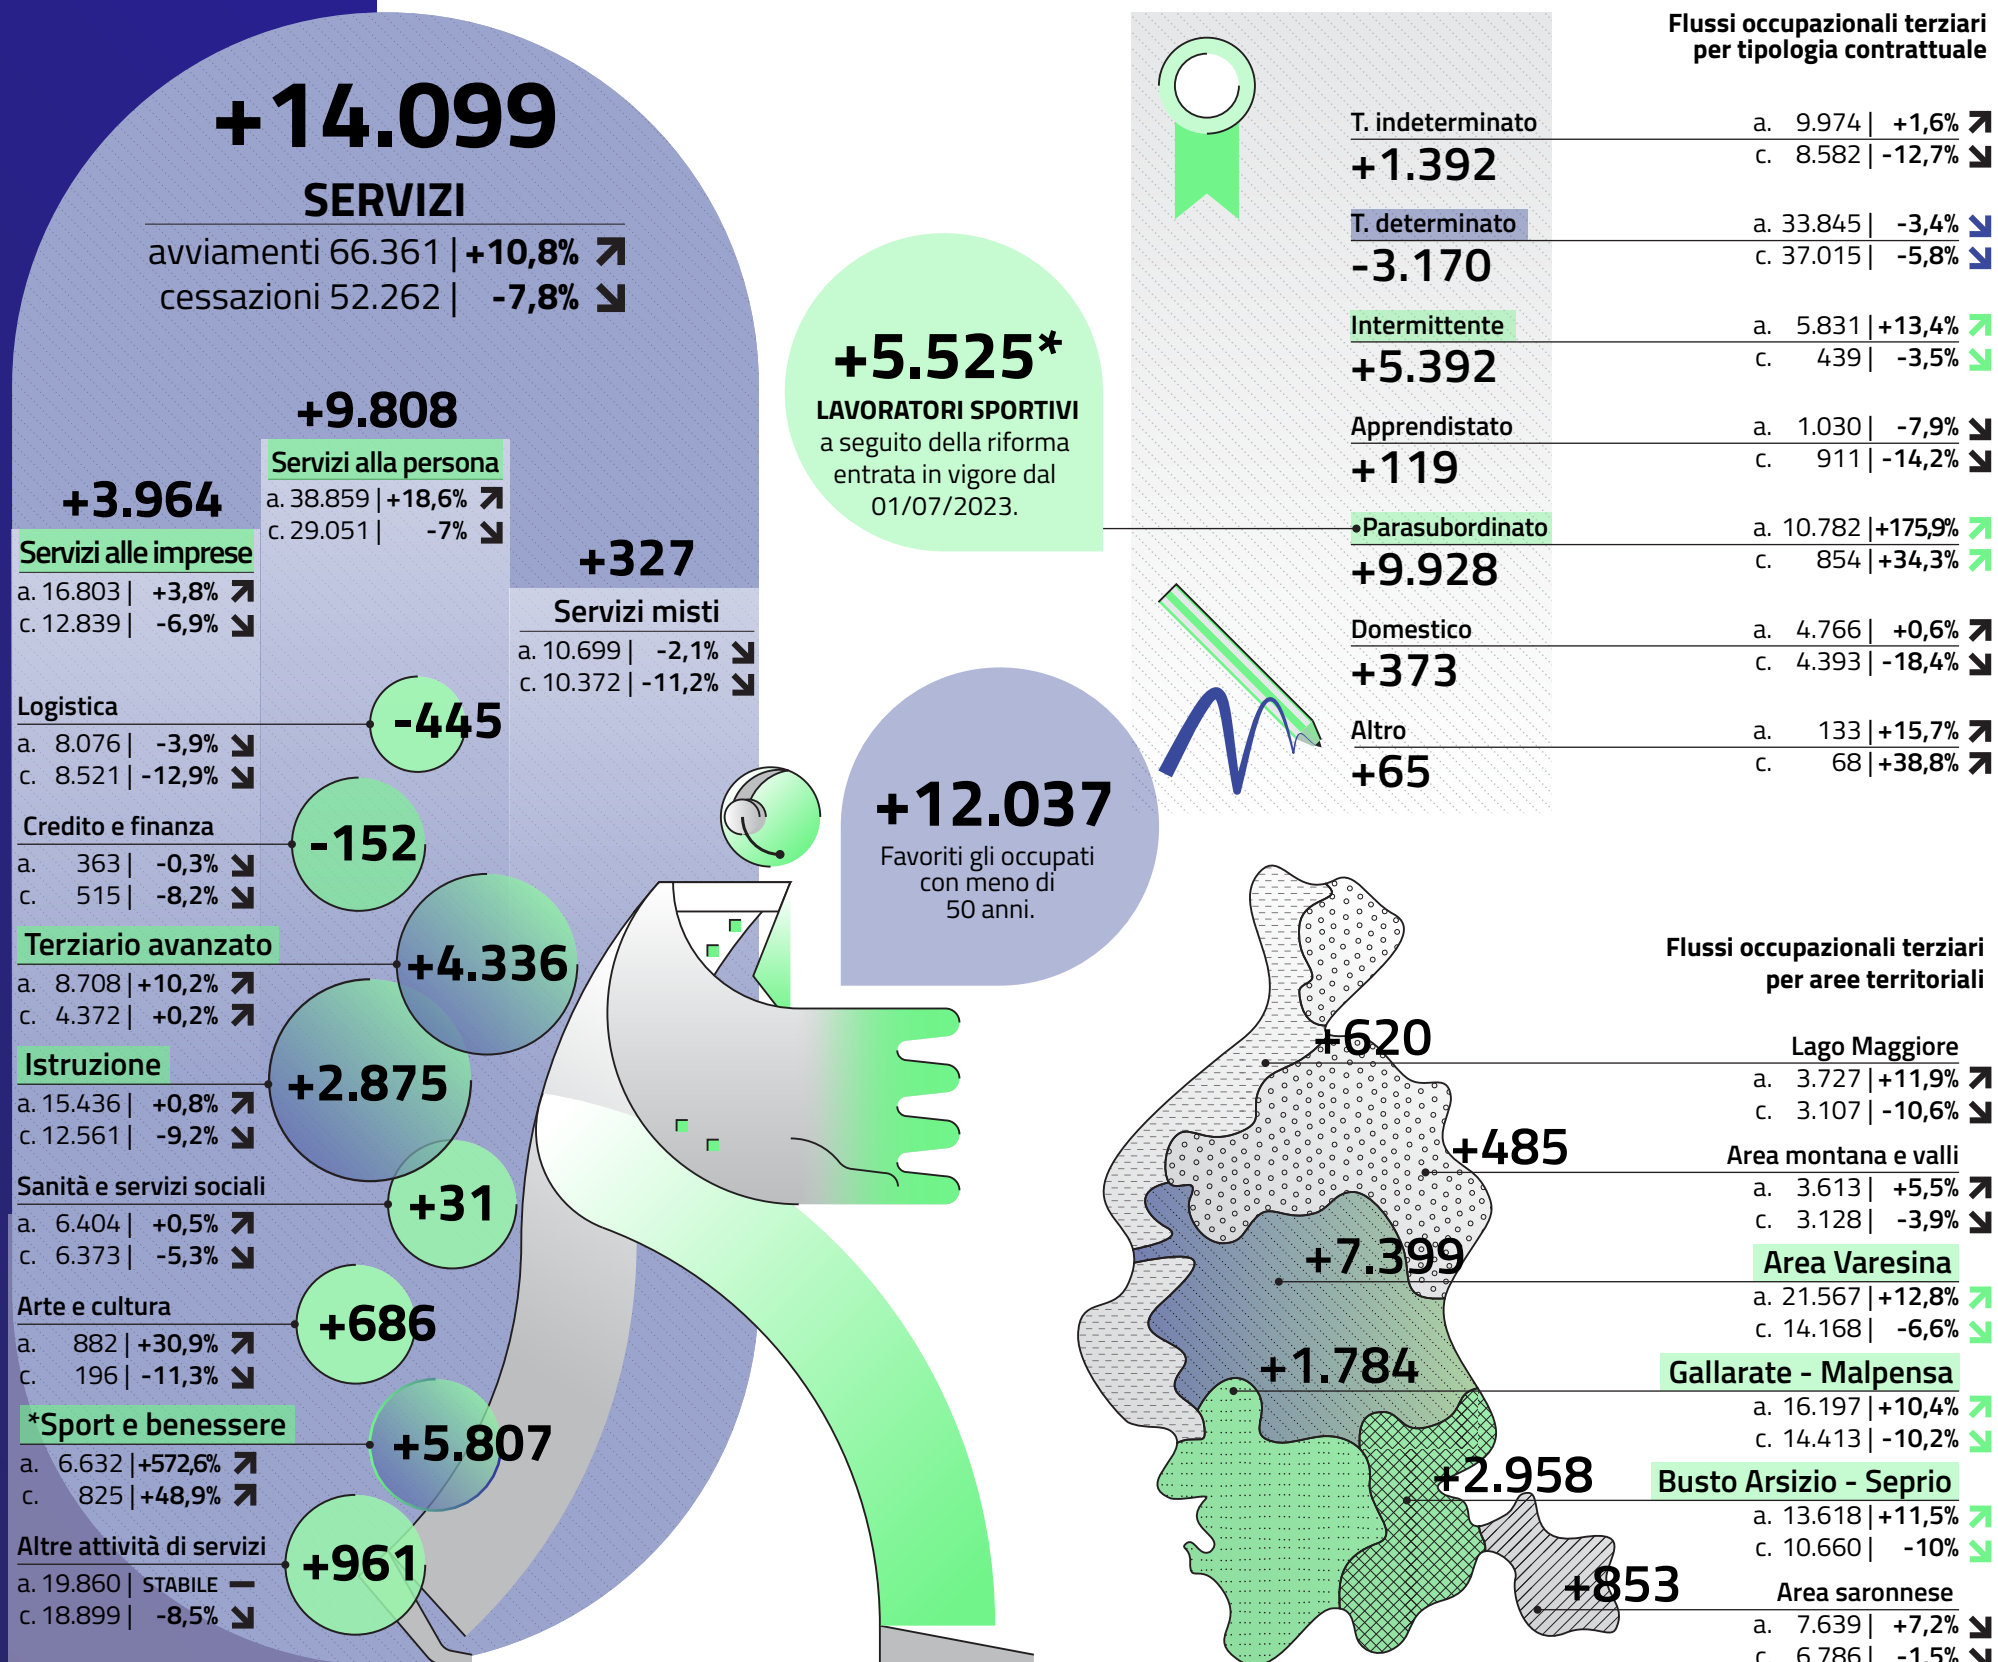 +14.099
SERVIZI
avviamenti 66.361 | +10,8%
cessazioni 52.262 | -7,8%
+9.808
Servizi alla persona
a. 38.859 | +18,6%
c. 29.051 | -7%
+3.964
Servizi alle imprese
a. 16.803 | +3,8%
c. 12.839 | -6,9%
+327
Servizi misti
a. 10.699 | -2,1%
c. 10.372 | -11,2%
Logistica
-445
a. 8.076 | -3,9%
c. 8.521 | -12,9%
Credito e finanza
-152
a. 363 | -0,3%
c. 515 | -8,2%
Terziario avanzato
+4.336
a. 8.708 | +10,2%
c. 4.372 | +0,2%
Istruzione
+2.875
a. 15.436 | +0,8%
c. 12.561 | -9,2%
Sanità e servizi sociali
+31
a. 6.404 | +0,5%
c. 6.373 | -5,3%
Arte e cultura
+686
a. 882 | +30,9%
c. 196 | -11,3%
*Sport e benessere
+5.807
a. 6.632 | +572,6%
c. 825 | +48,9%
Altre attività di servizi
+961
a. 19.860 | STABILE
c. 18.899 | -8,5%
+5.525*
LAVORATORI SPORTIVI
a seguito della riforma
entrata in vigore dal
01/07/2023.
+12.037
Favoriti gli occupati
con meno di
50 anni.
Flussi occupazionali terziari
per tipologia contrattuale
T. indeterminato
+1.392
a. 9.974 | +1,6%
c. 8.582 | -12,7%
T. determinato
-3.170
a. 33.845 | -3,4%
c. 37.015 | -5,8%
Intermittente
+5.392
a. 5.831 | +13,4%
c. 439 | -3,5%
Apprendistato
+119
a. 1.030 | -7,9%
c. 911 | -14,2%
Parasubordinato
+9.928
a. 10.782 | +175,9%
c. 854 | +34,3%
Domestico
+373
a. 4.766 | +0,6%
c. 4.393 | -18,4%
Altro
+65
a. 133 | +15,7%
c. 68 | +38,8%
Flussi occupazionali terziari
per aree territoriali
+620
Lago Maggiore
a. 3.727 | +11,9%
c. 3.107 | -10,6%
+485
Area montana e valli
a. 3.613 | +5,5%
c. 3.128 | -3,9%
+7.399
Area Varesina
a. 21.567 | +12,8%
c. 14.168 | -6,6%
+1.784
Gallarate - Malpensa
a. 16.197 | +10,4%
c. 14.413 | -10,2%
+2.958
Busto Arsizio - Seprio
a. 13.618 | +11,5%
c. 10.660 | -10%
+853
Area saronnese
a. 7.639 | +7,2%
c. 6.786 | -1,5%